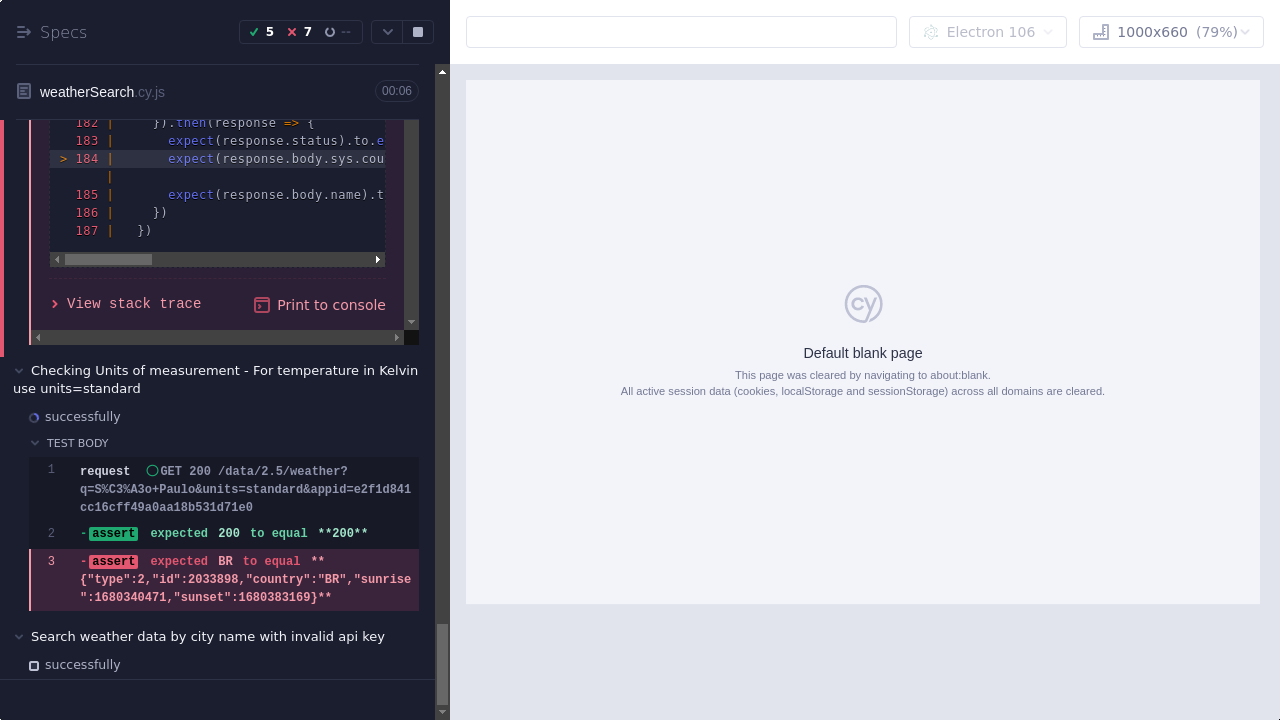 Specs
5 7 --
Electron 106
1000x660 (79%)
weatherSearch.cy.js
00:06
182 | }).then(response => {
183 | expect(response.status).to.e
> 184 | expect(response.body.sys.cou
|
185 | expect(response.body.name).t
186 | })
187 | })
View stack trace
Print to console
Checking Units of measurement - For temperature in Kelvin
use units=standard
successfully
TEST BODY
1 request GET 200 /data/2.5/weather?
q=S%C3%A3o+Paulo&units=standard&appid=e2f1d841
cc16cff49a0aa18b531d71e0
2 -assert expected 200 to equal **200**
3 -assert expected BR to equal **
{"type":2,"id":2033898,"country":"BR","sunrise
":1680340471,"sunset":1680383169}**
Search weather data by city name with invalid api key
successfully
cy
Default blank page
This page was cleared by navigating to about:blank.
All active session data (cookies, localStorage and sessionStorage) across all domains are cleared.